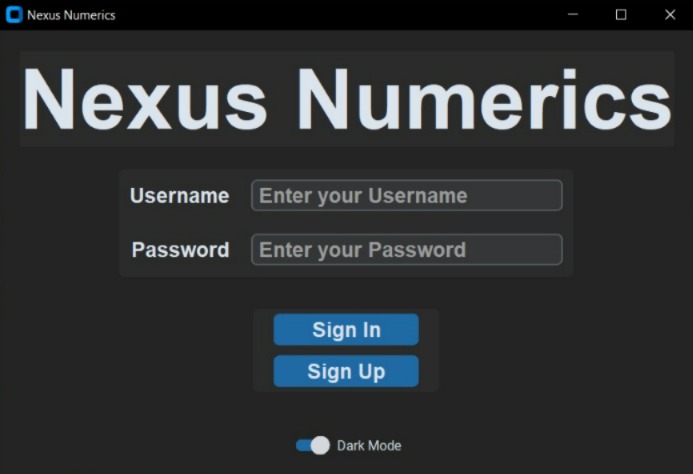 Nexus Numerics
Nexus Numerics
Username Enter your Username
Password Enter your Password
Sign In
Sign Up
Dark Mode